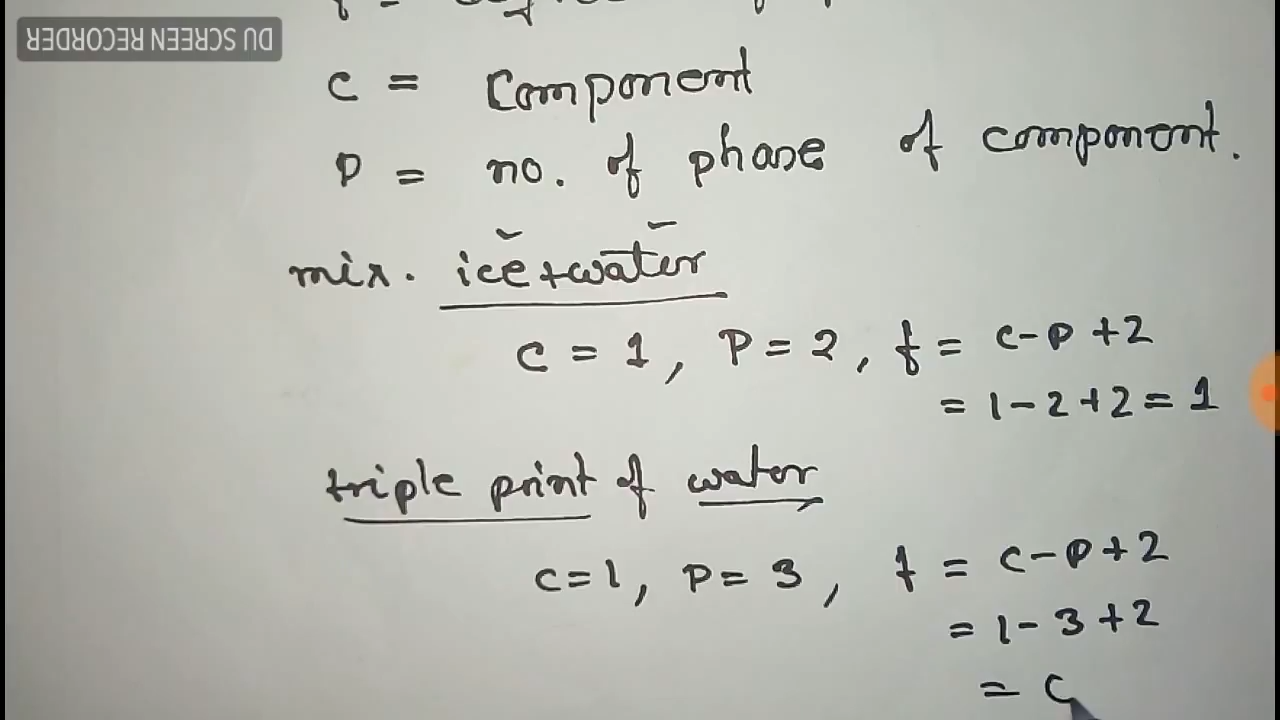 DU SCREEN RECORDER
C = Component
P = no. of phase of component.
mix. ice+water
C = 1, P = 2, f = C-P+2
= 1-2+2 = 1
triple print of water
C=1, P= 3, f = C-P+2
= 1-3+2
=